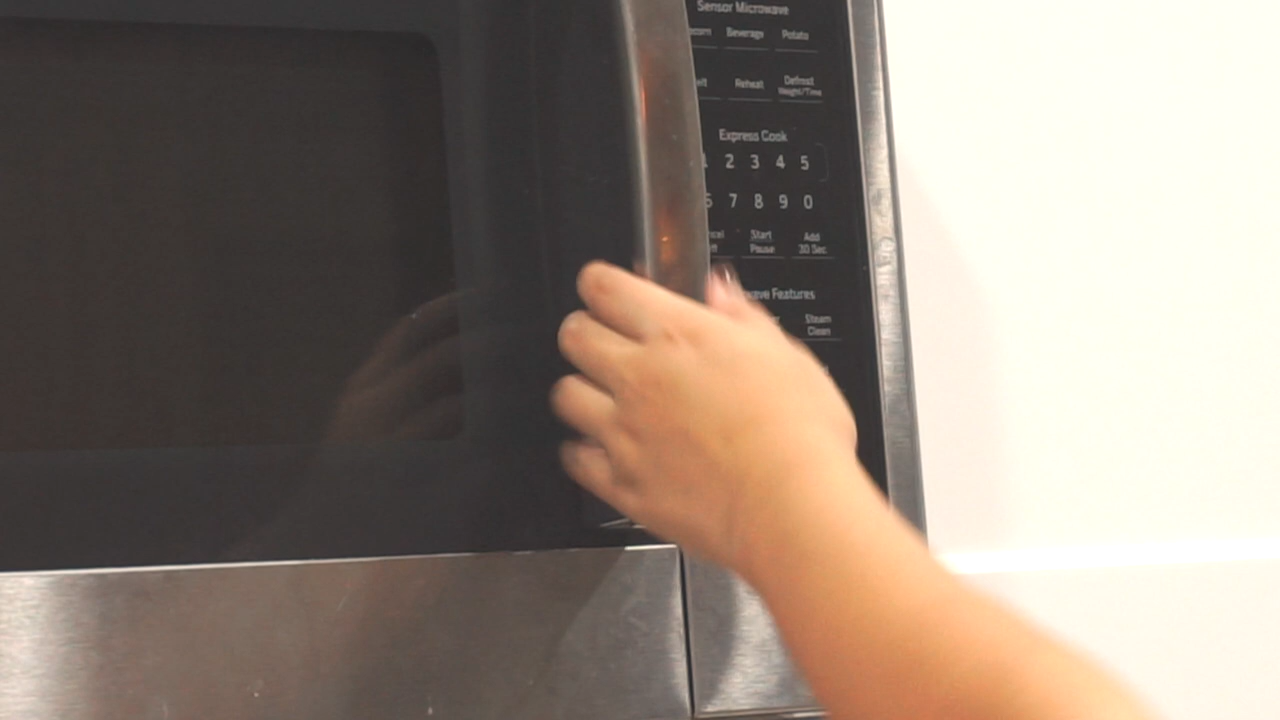 Sensor Microwave
Beverage Potato
Reheat Defrost
Weight/Time
Express Cook
2 3 4 5
7 8 9 0
Start Add
Pause 30 Sec
Features
Steam
Clean